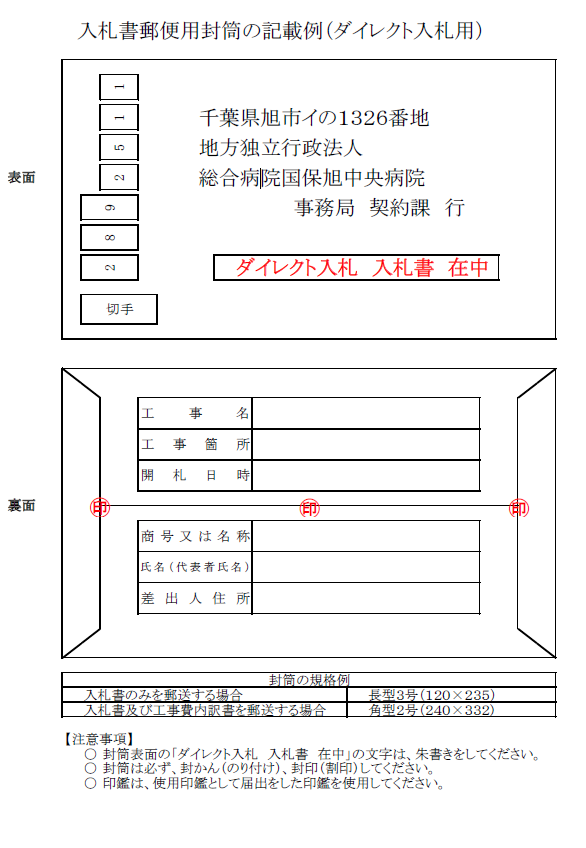 入札書郵便用封筒の記載例(ダイレクト入札用)
表面
1
1
5
2
9
8
2
切手
千葉県旭市イの1326番地
地方独立行政法人
総合病院国保旭中央病院
事務局　契約課　行
ダイレクト入札　入札書　在中
裏面
工事名
工事箇所
開札日時
印　印　印
商号又は名称
氏名(代表者氏名)
差出人住所
封筒の規格例
入札書のみを郵送する場合　長型3号(120×235)
入札書及び工事費内訳書を郵送する場合　角型2号(240×332)
【注意事項】
○ 封筒表面の「ダイレクト入札　入札書　在中」の文字は、朱書きをしてください。
○ 封筒は必ず、封かん(のり付け)、封印(割印)してください。
○ 印鑑は、使用印鑑として届出をした印鑑を使用してください。